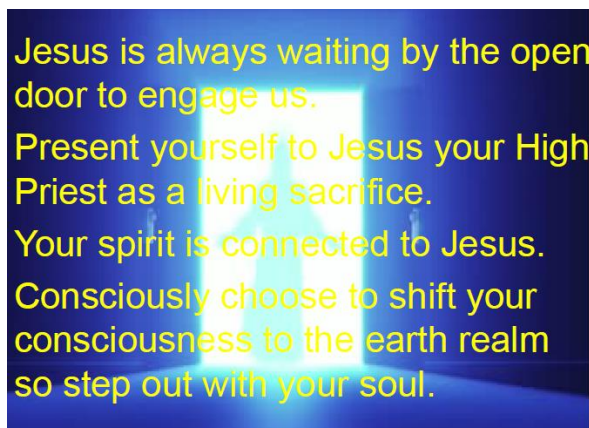 Jesus is always waiting by the open
door to engage us.
Present yourself to Jesus your High
Priest as a living sacrifice.
Your spirit is connected to Jesus.
Consciously choose to shift your
consciousness to the earth realm
so step out with your soul.